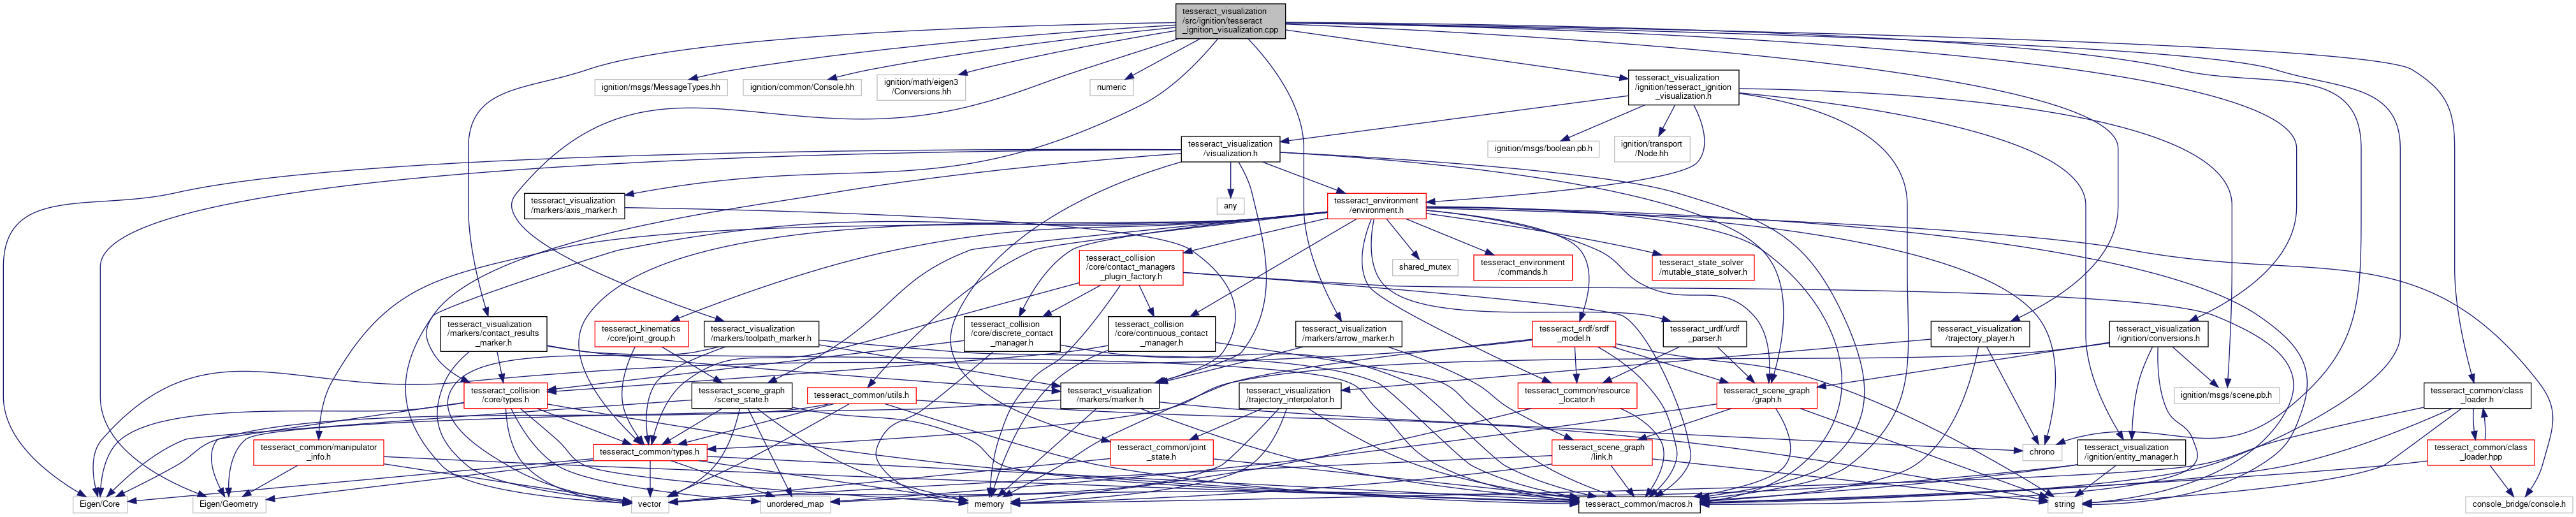 tesseract_visualization
/src/ignition/tesseract
_ignition_visualization.cpp
ignition/msgs/MessageTypes.hh
ignition/common/Console.hh
ignition/math/eigen3
/Conversions.hh
numeric
tesseract_visualization
/ignition/tesseract_ignition
_visualization.h
tesseract_visualization
/visualization.h
ignition/msgs/boolean.pb.h
ignition/transport
/Node.hh
tesseract_visualization
/markers/axis_marker.h
any
tesseract_environment
/environment.h
tesseract_collision
/core/contact_managers
_plugin_factory.h
shared_mutex
tesseract_environment
/commands.h
tesseract_state_solver
/mutable_state_solver.h
tesseract_visualization
/markers/contact_results
_marker.h
tesseract_kinematics
/core/joint_group.h
tesseract_visualization
/markers/toolpath_marker.h
tesseract_collision
/core/discrete_contact
_manager.h
tesseract_collision
/core/continuous_contact
_manager.h
tesseract_visualization
/markers/arrow_marker.h
tesseract_srdf/srdf
_model.h
tesseract_urdf/urdf
_parser.h
tesseract_visualization
/trajectory_player.h
tesseract_visualization
/ignition/conversions.h
tesseract_collision
/core/types.h
tesseract_scene_graph
/scene_state.h
tesseract_common/utils.h
tesseract_visualization
/markers/marker.h
tesseract_visualization
/trajectory_interpolator.h
tesseract_common/resource
_locator.h
tesseract_scene_graph
/graph.h
ignition/msgs/scene.pb.h
tesseract_common/class
_loader.h
tesseract_common/manipulator
_info.h
tesseract_common/types.h
tesseract_common/joint
_state.h
tesseract_scene_graph
/link.h
chrono
tesseract_visualization
/ignition/entity_manager.h
tesseract_common/class
_loader.hpp
Eigen/Core
Eigen/Geometry
vector
unordered_map
memory
tesseract_common/macros.h
string
console_bridge/console.h